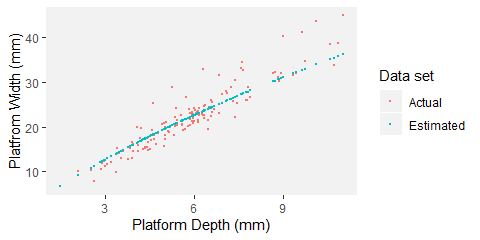 40
30
20
10
3
6
9
Platfrom Width (mm)
Platform Depth (mm)
Data set
Actual
Estimated